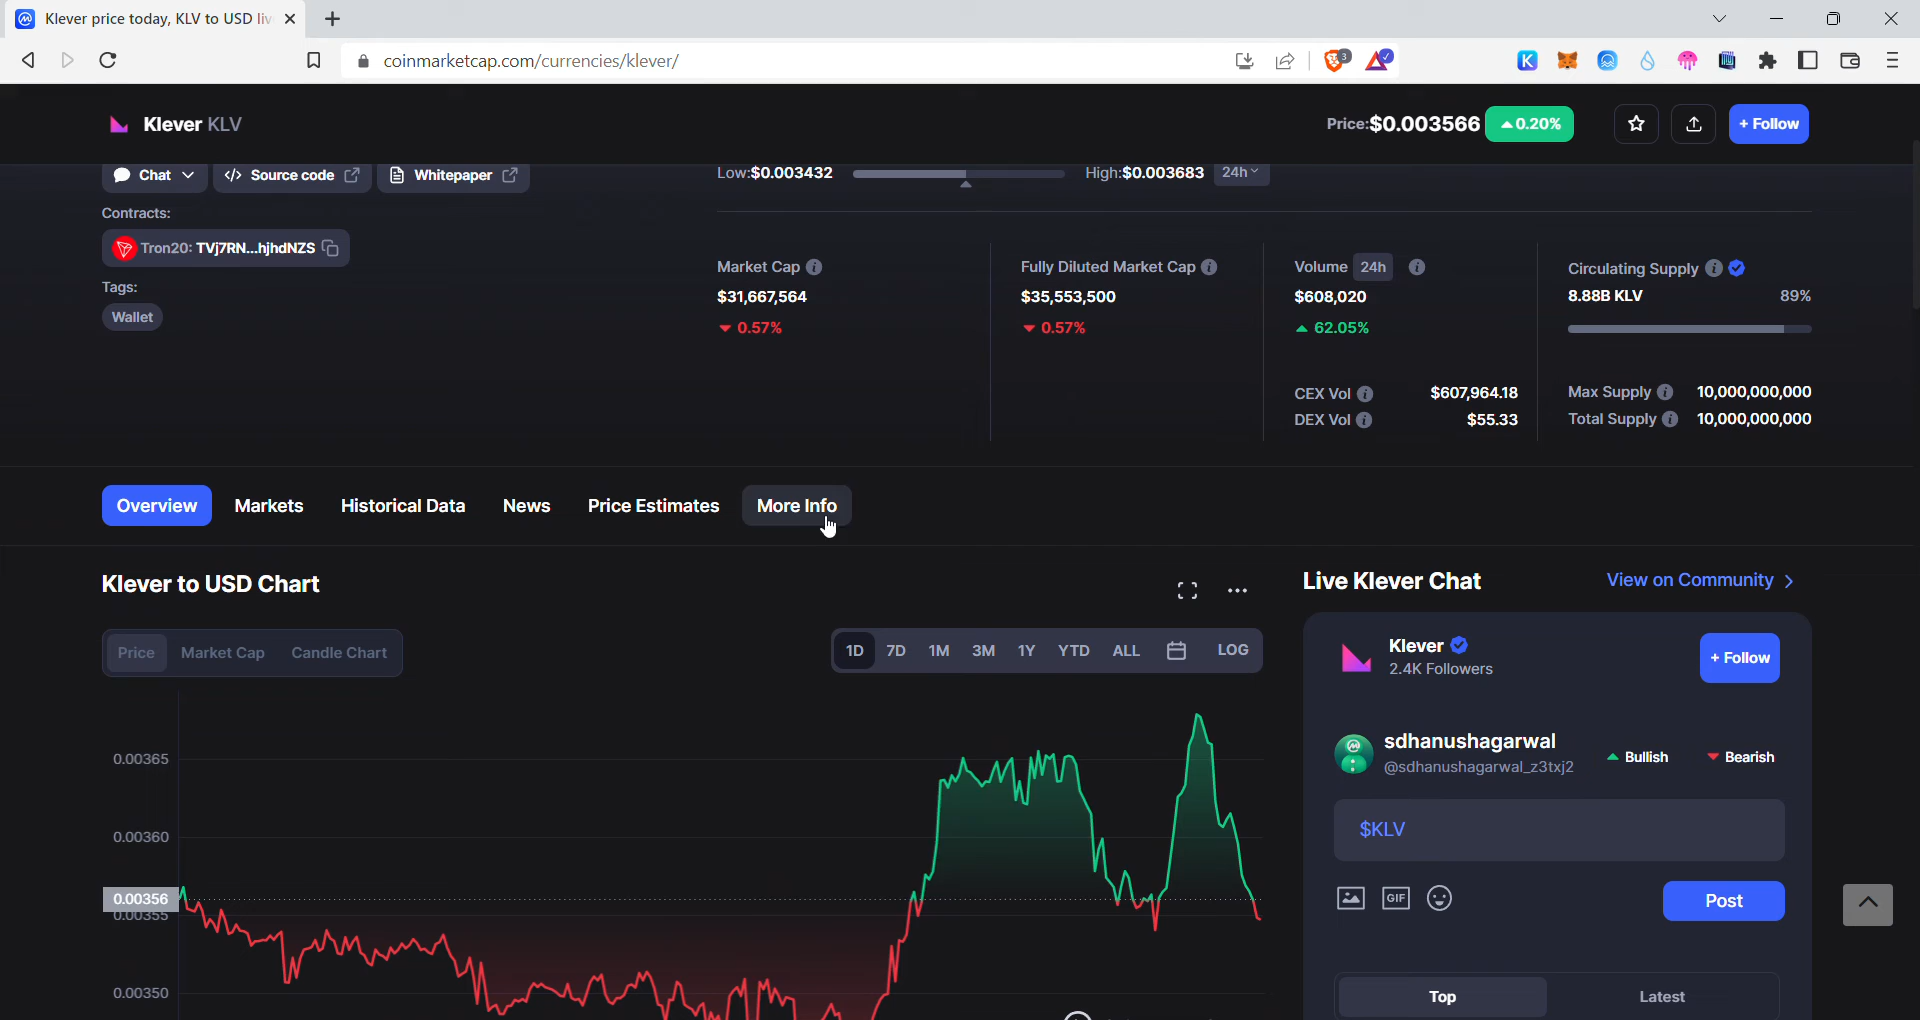 Klever price today, KLV to USD liv
coinmarketcap.com/currencies/klever/
3
K
Klever KLV
Price:$0.003566 0.20%
+ Follow
Chat
Source code
Whitepaper
Low:$0.003432
High:$0.003683
24h
Contracts:
Tron20: TVj7RN...hjhdNZS
Tags:
Wallet
Market Cap
$31,667,564
0.57%
Fully Diluted Market Cap
$35,553,500
0.57%
Volume 24h
$608,020
62.05%
CEX Vol $607,964.18
DEX Vol $55.33
Circulating Supply
8.88B KLV 89%
Max Supply 10,000,000,000
Total Supply 10,000,000,000
Overview Markets Historical Data News Price Estimates More Info
Klever to USD Chart
Price Market Cap Candle Chart
1D 7D 1M 3M 1Y YTD ALL LOG
0.00365
0.00360
0.00356
0.00355
0.00350
Live Klever Chat
View on Community
Klever
2.4K Followers
+ Follow
sdhanushagarwal
@sdhanushagarwal_z3txj2
Bullish
Bearish
$KLV
GIF
Post
Top
Latest